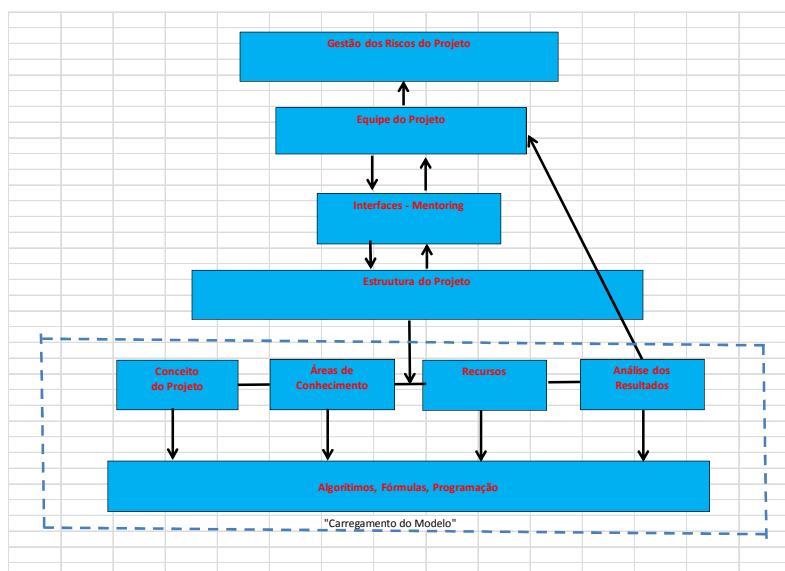 Gestão dos Riscos do Projeto
Equipe do Projeto
Interfaces - Mentoring
Estruutura do Projeto
Conceito
do Projeto
Áreas de
Conhecimento
Recursos
Análise dos
Resultados
Algorítimos, Fórmulas, Programação
"Carregamento do Modelo"